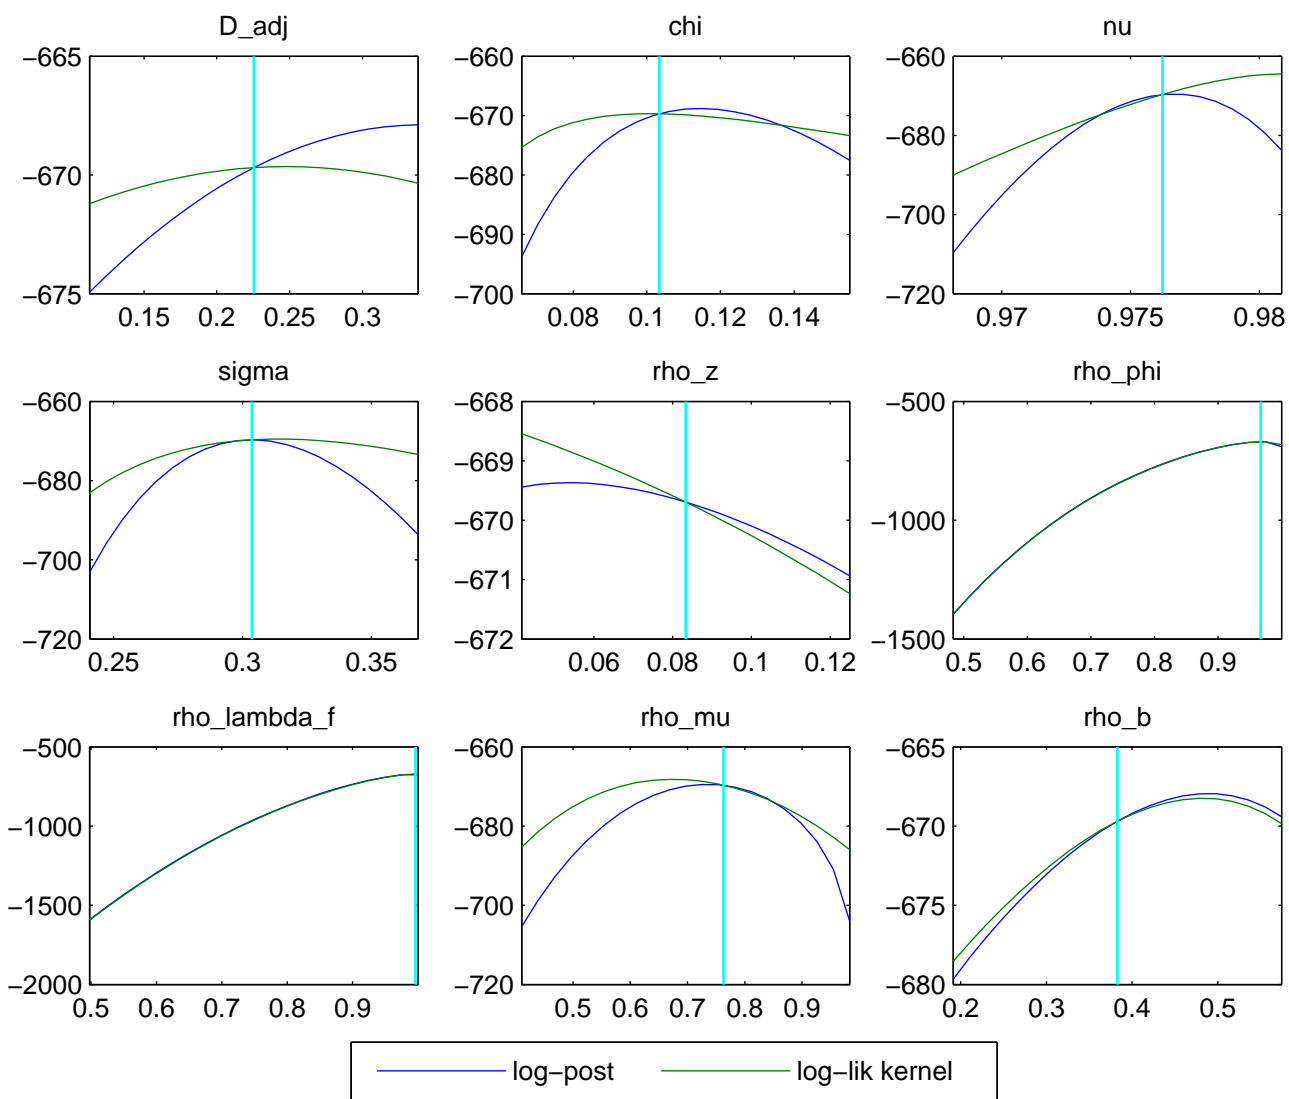 D_adj
chi
nu
−665
−670
−675
0.15 0.2 0.25 0.3
−660
−670
−680
−690
−700
0.08 0.1 0.12 0.14
−660
−680
−700
−720
0.97 0.975 0.98
sigma
rho_z
rho_phi
−660
−680
−700
−720
0.25 0.3 0.35
−668
−669
−670
−671
−672
0.06 0.08 0.1 0.12
−500
−1000
−1500
0.5 0.6 0.7 0.8 0.9
rho_lambda_f
rho_mu
rho_b
−500
−1000
−1500
−2000
0.5 0.6 0.7 0.8 0.9
−660
−680
−700
−720
0.5 0.6 0.7 0.8 0.9
−665
−670
−675
−680
0.2 0.3 0.4 0.5
log−post
log−lik kernel